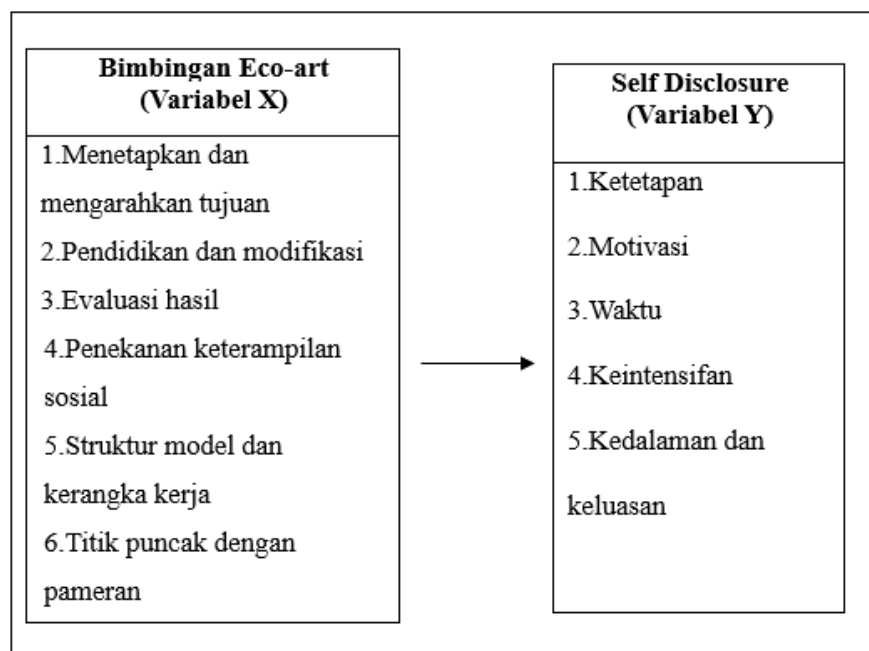 Bimbingan Eco-art
(Variabel X)
1.Menetapkan dan
mengarahkan tujuan
2.Pendidikan dan modifikasi
3.Evaluasi hasil
4.Penekanan keterampilan
sosial
5.Struktur model dan
kerangka kerja
6.Titik puncak dengan
pameran
Self Disclosure
(Variabel Y)
1.Ketetapan
2.Motivasi
3.Waktu
4.Keintensifan
5.Kedalaman dan
keluasan